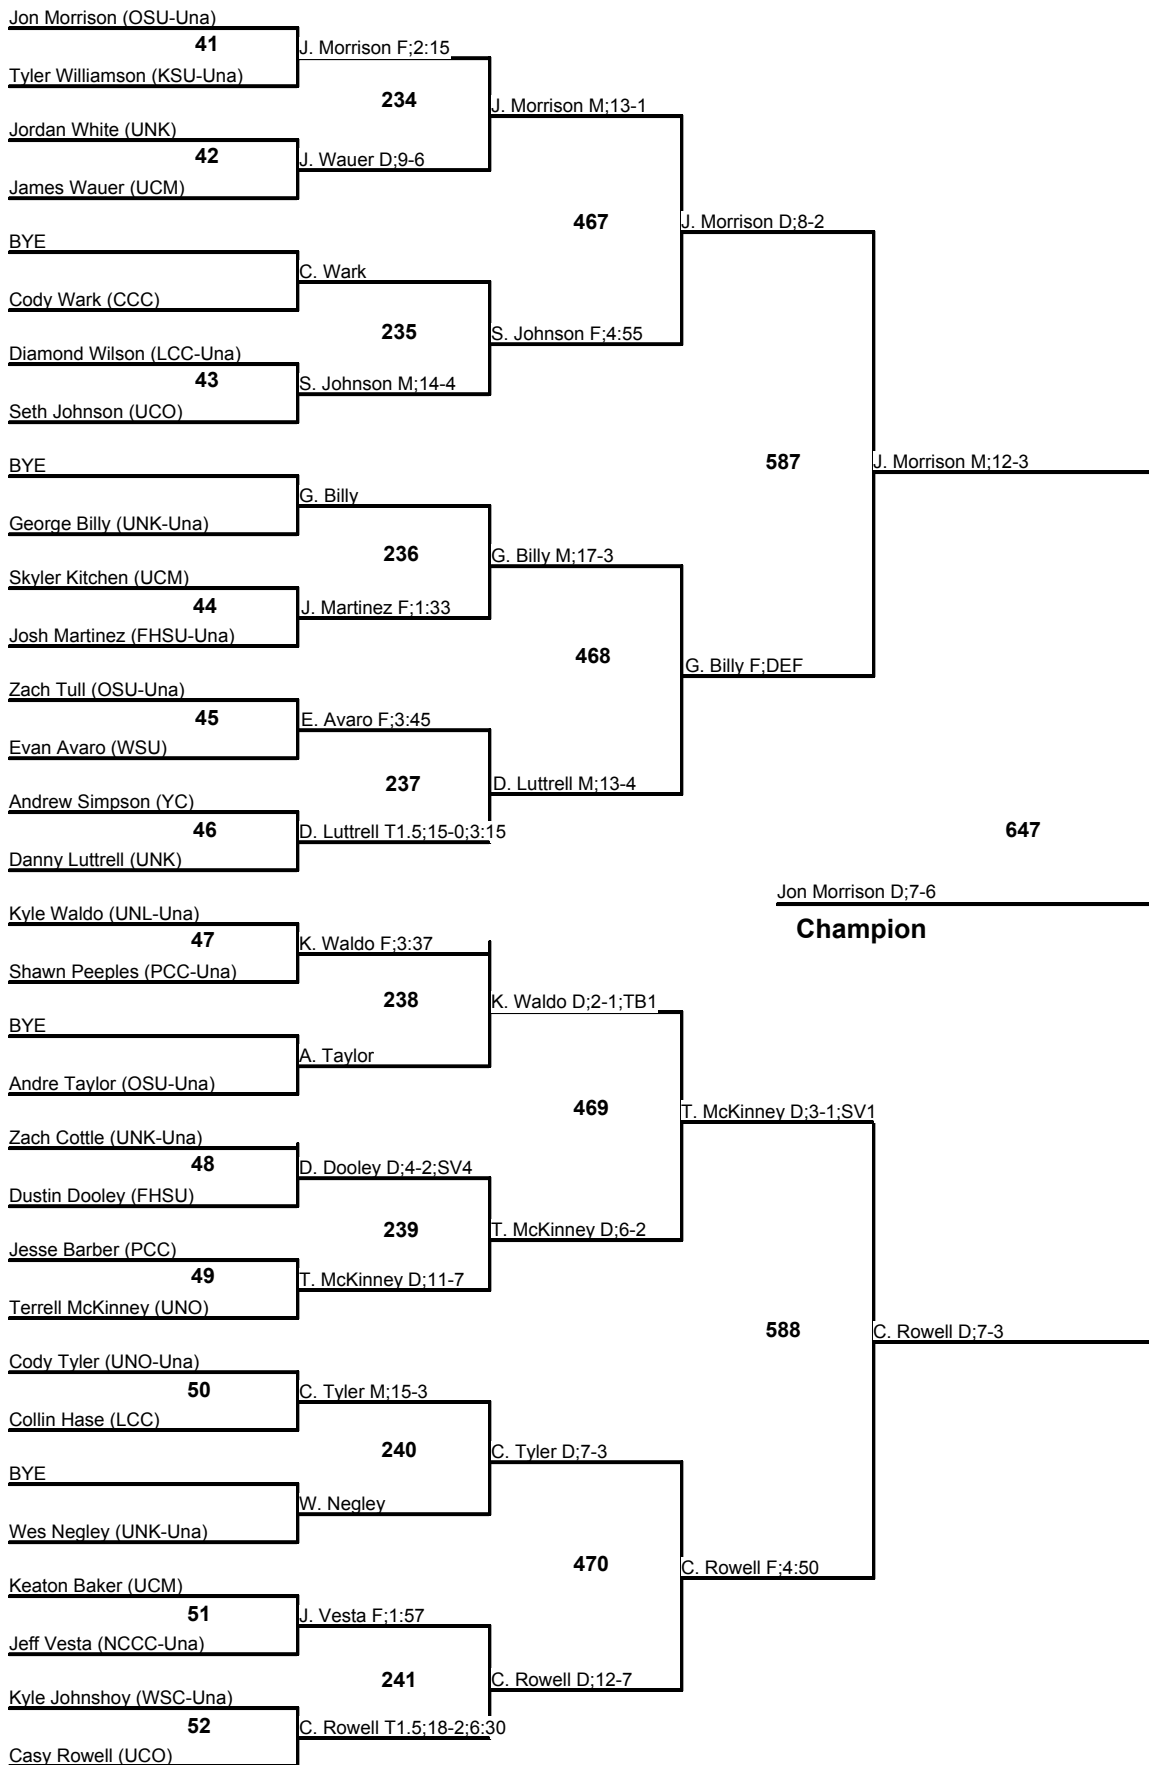 Jon Morrison (OSU-Una)
41
J. Morrison F;2:15
Tyler Williamson (KSU-Una)
234
J. Morrison M;13-1
Jordan White (UNK)
42
J. Wauer D;9-6
James Wauer (UCM)
467
J. Morrison D;8-2
BYE
C. Wark
Cody Wark (CCC)
235
S. Johnson F;4:55
Diamond Wilson (LCC-Una)
43
S. Johnson M;14-4
Seth Johnson (UCO)
587
J. Morrison M;12-3
BYE
G. Billy
George Billy (UNK-Una)
236
G. Billy M;17-3
Skyler Kitchen (UCM)
44
J. Martinez F;1:33
Josh Martinez (FHSU-Una)
468
G. Billy F;DEF
Zach Tull (OSU-Una)
45
E. Avaro F;3:45
Evan Avaro (WSU)
237
D. Luttrell M;13-4
Andrew Simpson (YC)
46
D. Luttrell T1.5;15-0;3:15
Danny Luttrell (UNK)
647
Jon Morrison D;7-6
Champion
Kyle Waldo (UNL-Una)
47
K. Waldo F;3:37
Shawn Peeples (PCC-Una)
238
K. Waldo D;2-1;TB1
BYE
A. Taylor
Andre Taylor (OSU-Una)
469
T. McKinney D;3-1;SV1
Zach Cottle (UNK-Una)
48
D. Dooley D;4-2;SV4
Dustin Dooley (FHSU)
239
T. McKinney D;6-2
Jesse Barber (PCC)
49
T. McKinney D;11-7
Terrell McKinney (UNO)
588
C. Rowell D;7-3
Cody Tyler (UNO-Una)
50
C. Tyler M;15-3
Collin Hase (LCC)
240
C. Tyler D;7-3
BYE
W. Negley
Wes Negley (UNK-Una)
470
C. Rowell F;4:50
Keaton Baker (UCM)
51
J. Vesta F;1:57
Jeff Vesta (NCCC-Una)
241
C. Rowell D;12-7
Kyle Johnshoy (WSC-Una)
52
C. Rowell T1.5;18-2;6:30
Casy Rowell (UCO)